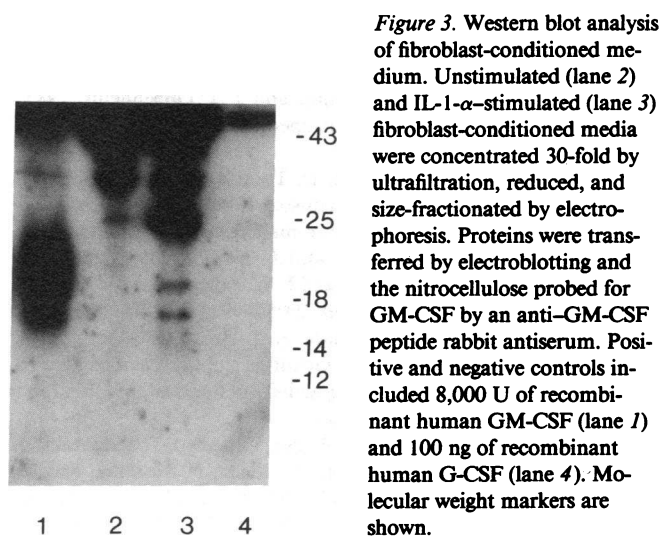 Figure 3. Western blot analysis
of fibroblast-conditioned me-
dium. Unstimulated (lane 2)
and IL-1-α–stimulated (lane 3)
fibroblast-conditioned media
were concentrated 30-fold by
ultrafiltration, reduced, and
size-fractionated by electro-
phoresis. Proteins were trans-
ferred by electroblotting and
the nitrocellulose probed for
GM-CSF by an anti–GM-CSF
peptide rabbit antiserum. Posi-
tive and negative controls in-
cluded 8,000 U of recombi-
nant human GM-CSF (lane 1)
and 100 ng of recombinant
human G-CSF (lane 4). Mo-
lecular weight markers are
shown.
-43
-25
-18
-14
-12
1 2 3 4